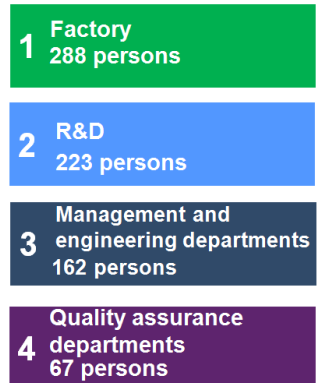 1 Factory
288 persons
2 R&D
223 persons
3 Management and
engineering departments
162 persons
4 Quality assurance
departments
67 persons